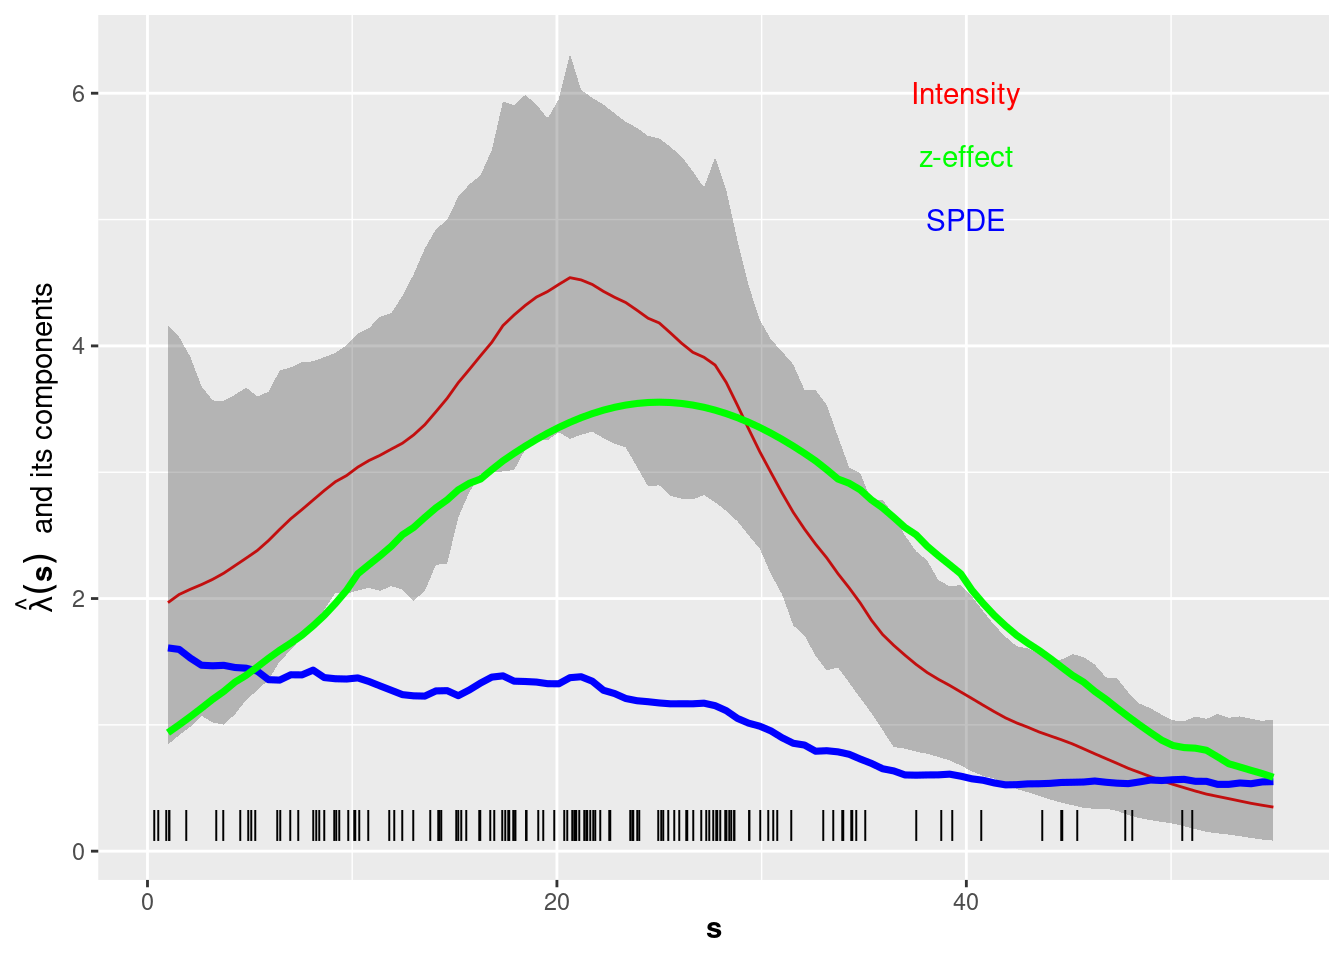 Intensity
z-effect
SPDE
6
4
2
0
0 20 40
s
λ̂(s) and its components